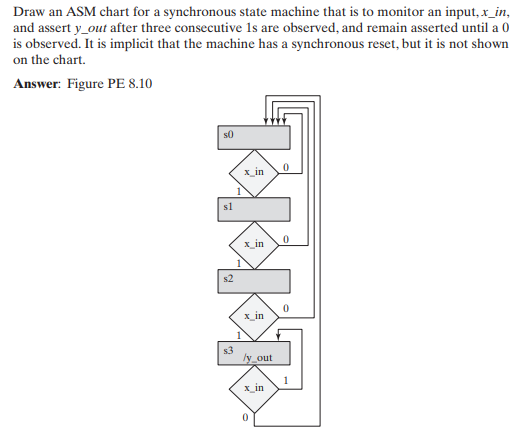 Draw an ASM chart for a synchronous state machine that is to monitor an input, x_in,
and assert y_out after three consecutive 1s are observed, and remain asserted until a 0
is observed. It is implicit that the machine has a synchronous reset, but it is not shown
on the chart.
Answer: Figure PE 8.10
s0
x_in
0
1
s1
x_in
0
1
s2
x_in
0
1
s3
/y_out
x_in
1
0